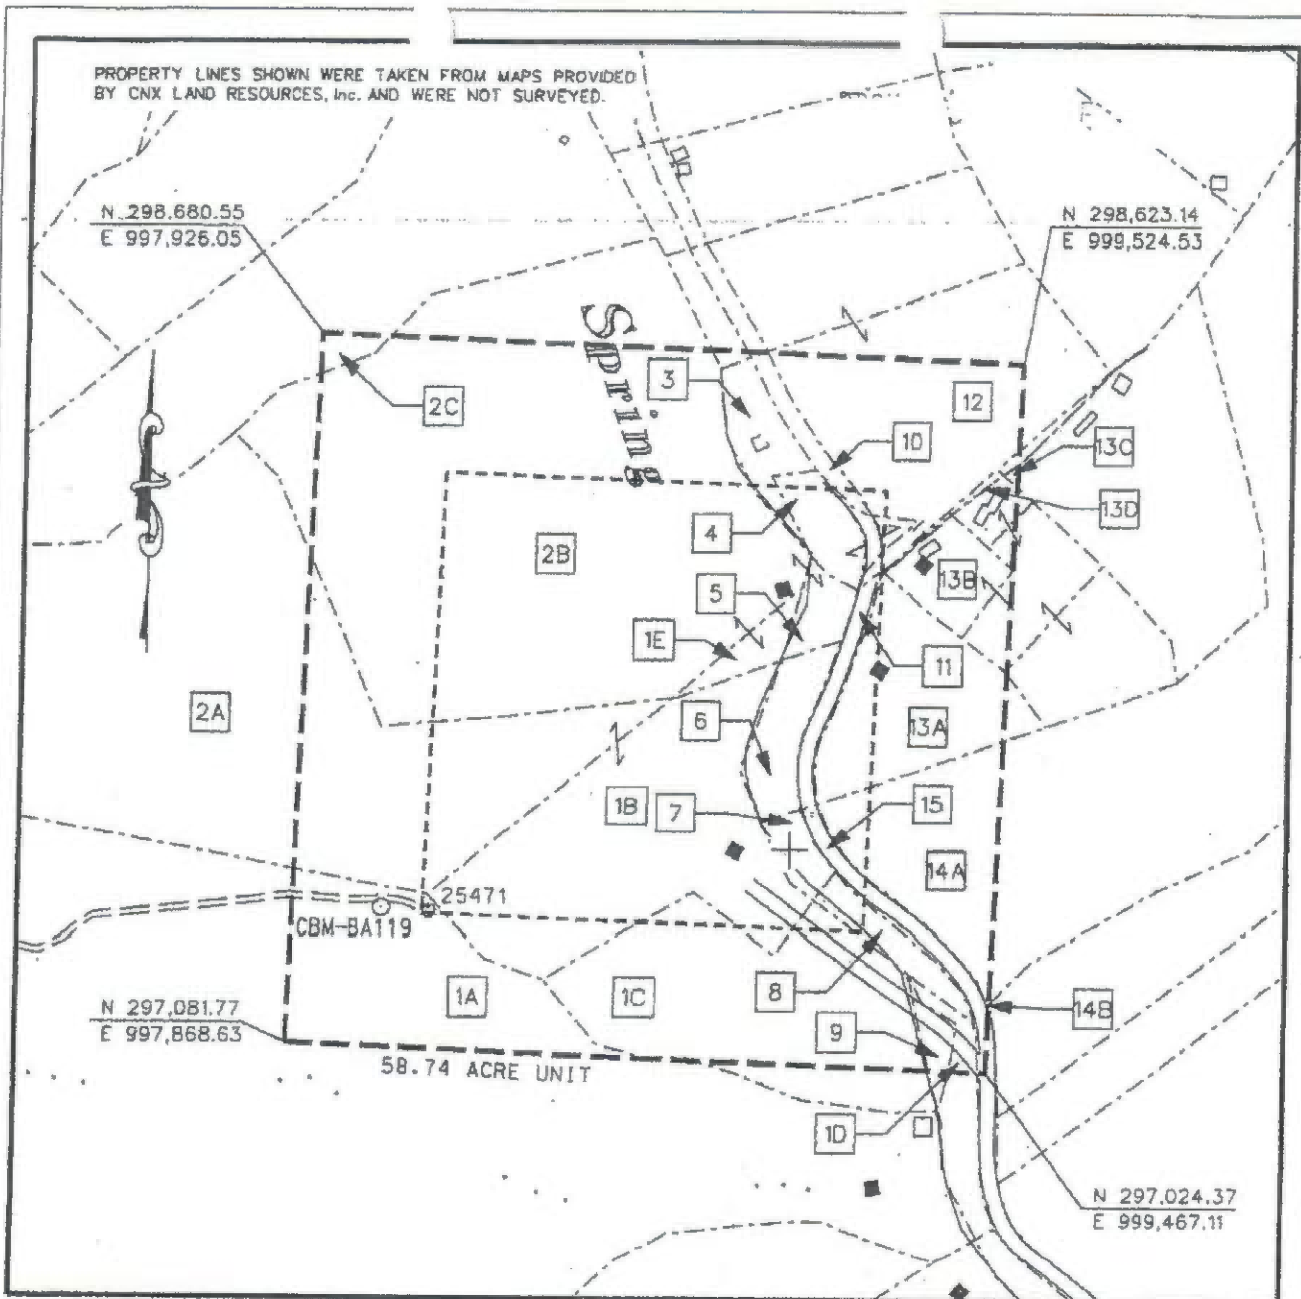 PROPERTY LINES SHOWN WERE TAKEN FROM MAPS PROVIDED
BY CNX LAND RESOURCES, Inc. AND WERE NOT SURVEYED.
N 298,680.55
E 997,926.05
N 298,623.14
E 999,524.53
Spring
3
2C
12
10
13C
13D
4
2B
13B
5
1E
11
2A
6
13A
1B
7
15
14A
25471
CBM-BA119
1A
1C
8
14B
N 297,081.77
E 997,868.63
9
58.74 ACRE UNIT
1D
N 297,024.37
E 999,467.11